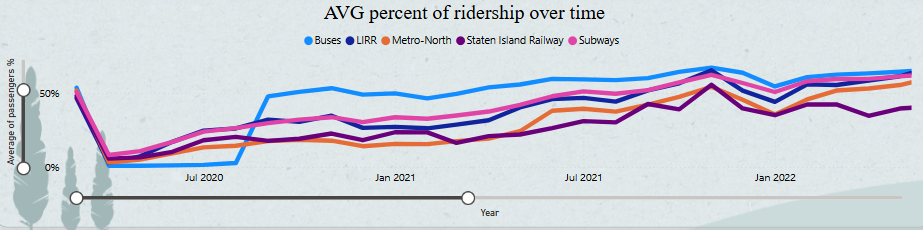 AVG percent of ridership over time
Buses LIRR Metro-North Staten Island Railway Subways
Average of passengers %
50%
0%
Jul 2020 Jan 2021 Jul 2021 Jan 2022
Year